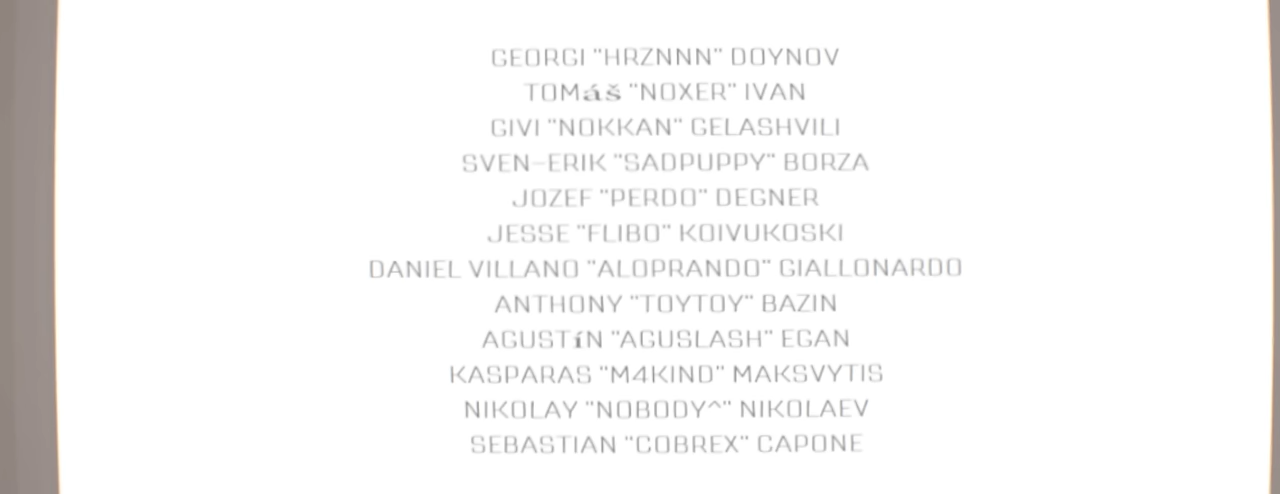 GEORGI "HRZNNN" DOYNOV
TOMáš "NOXER" IVAN
GIVI "NOKKAN" GELASHVILI
SVEN-ERIK "SADPUPPY" BORZA
JOZEF "PERDO" DEGNER
JESSE "FLIBO" KOIVUKOSKI
DANIEL VILLANO "ALOPRANDO" GIALLONARDO
ANTHONY "TOYTOY" BAZIN
AGUSTíN "AGUSLASH" EGAN
KASPARAS "M4KIND" MAKSVYTIS
NIKOLAY "NOBODY^" NIKOLAEV
SEBASTIAN "COBREX" CAPONE